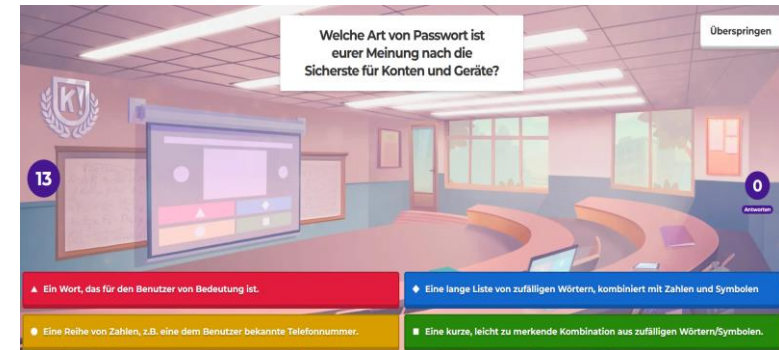 Welche Art von Passwort ist
eurer Meinung nach die
Sicherste für Konten und Geräte?
Überspringen
K!
13
0
Antworten
▲ Ein Wort, das für den Benutzer von Bedeutung ist.
◆ Eine lange Liste von zufälligen Wörtern, kombiniert mit Zahlen und Symbolen
● Eine Reihe von Zahlen, z.B. eine dem Benutzer bekannte Telefonnummer.
■ Eine kurze, leicht zu merkende Kombination aus zufälligen Wörtern/Symbolen.